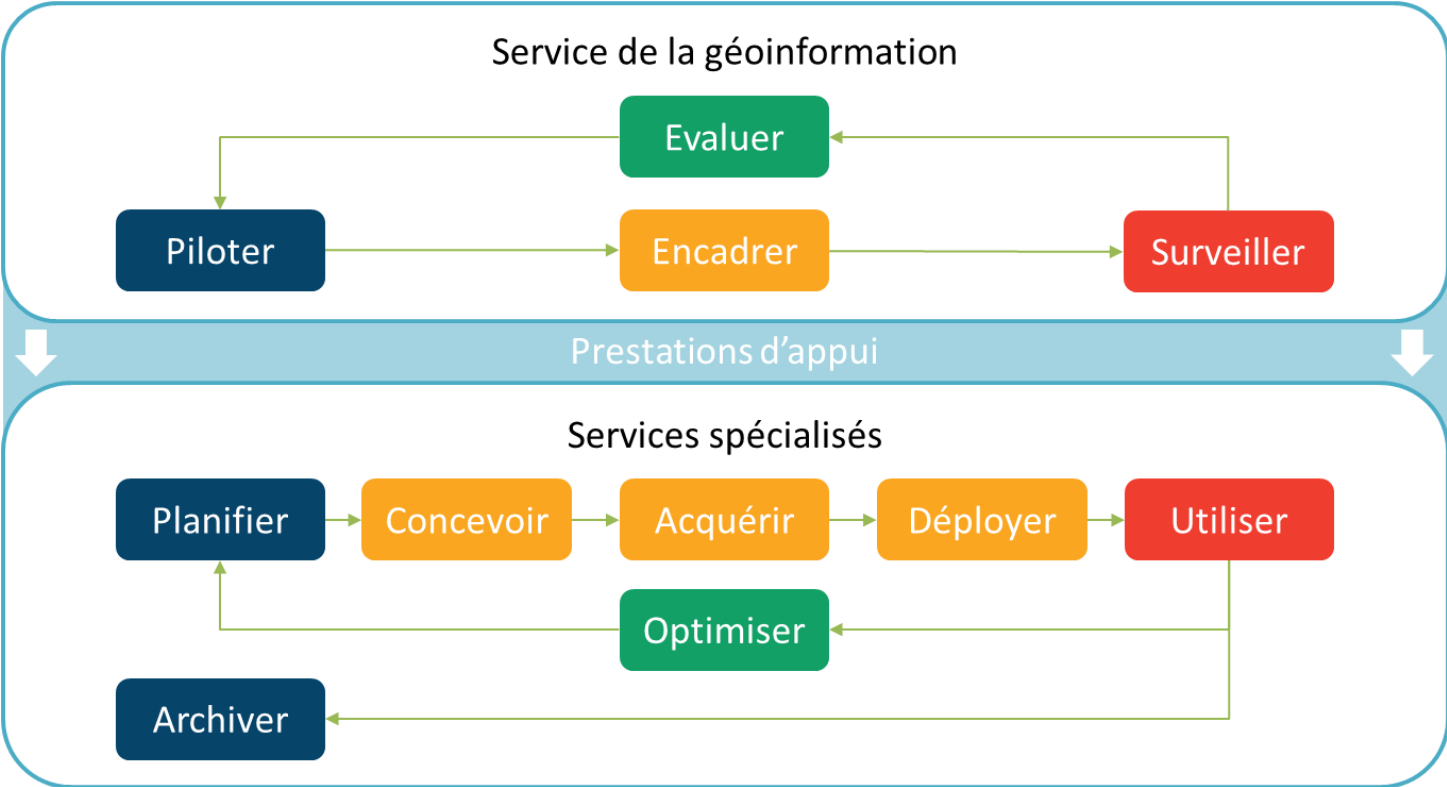 Service de la géoinformation
Evaluer
Piloter
Encadrer
Surveiller
Prestations d'appui
Services spécialisés
Planifier
Concevoir
Acquérir
Déployer
Utiliser
Optimiser
Archiver